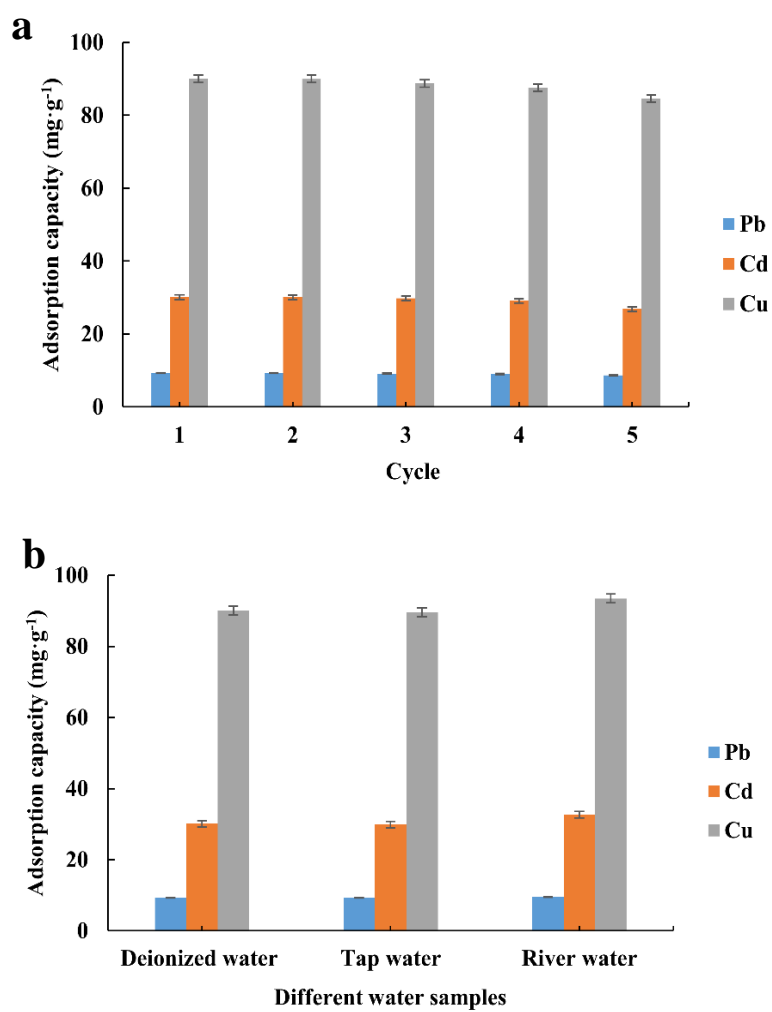 a
Adsorption capacity (mg·g⁻¹)
100
80
60
40
20
0
1 2 3 4 5
Cycle
Pb
Cd
Cu
b
Adsorption capacity (mg·g⁻¹)
100
80
60
40
20
0
Deionized water Tap water River water
Different water samples
Pb
Cd
Cu